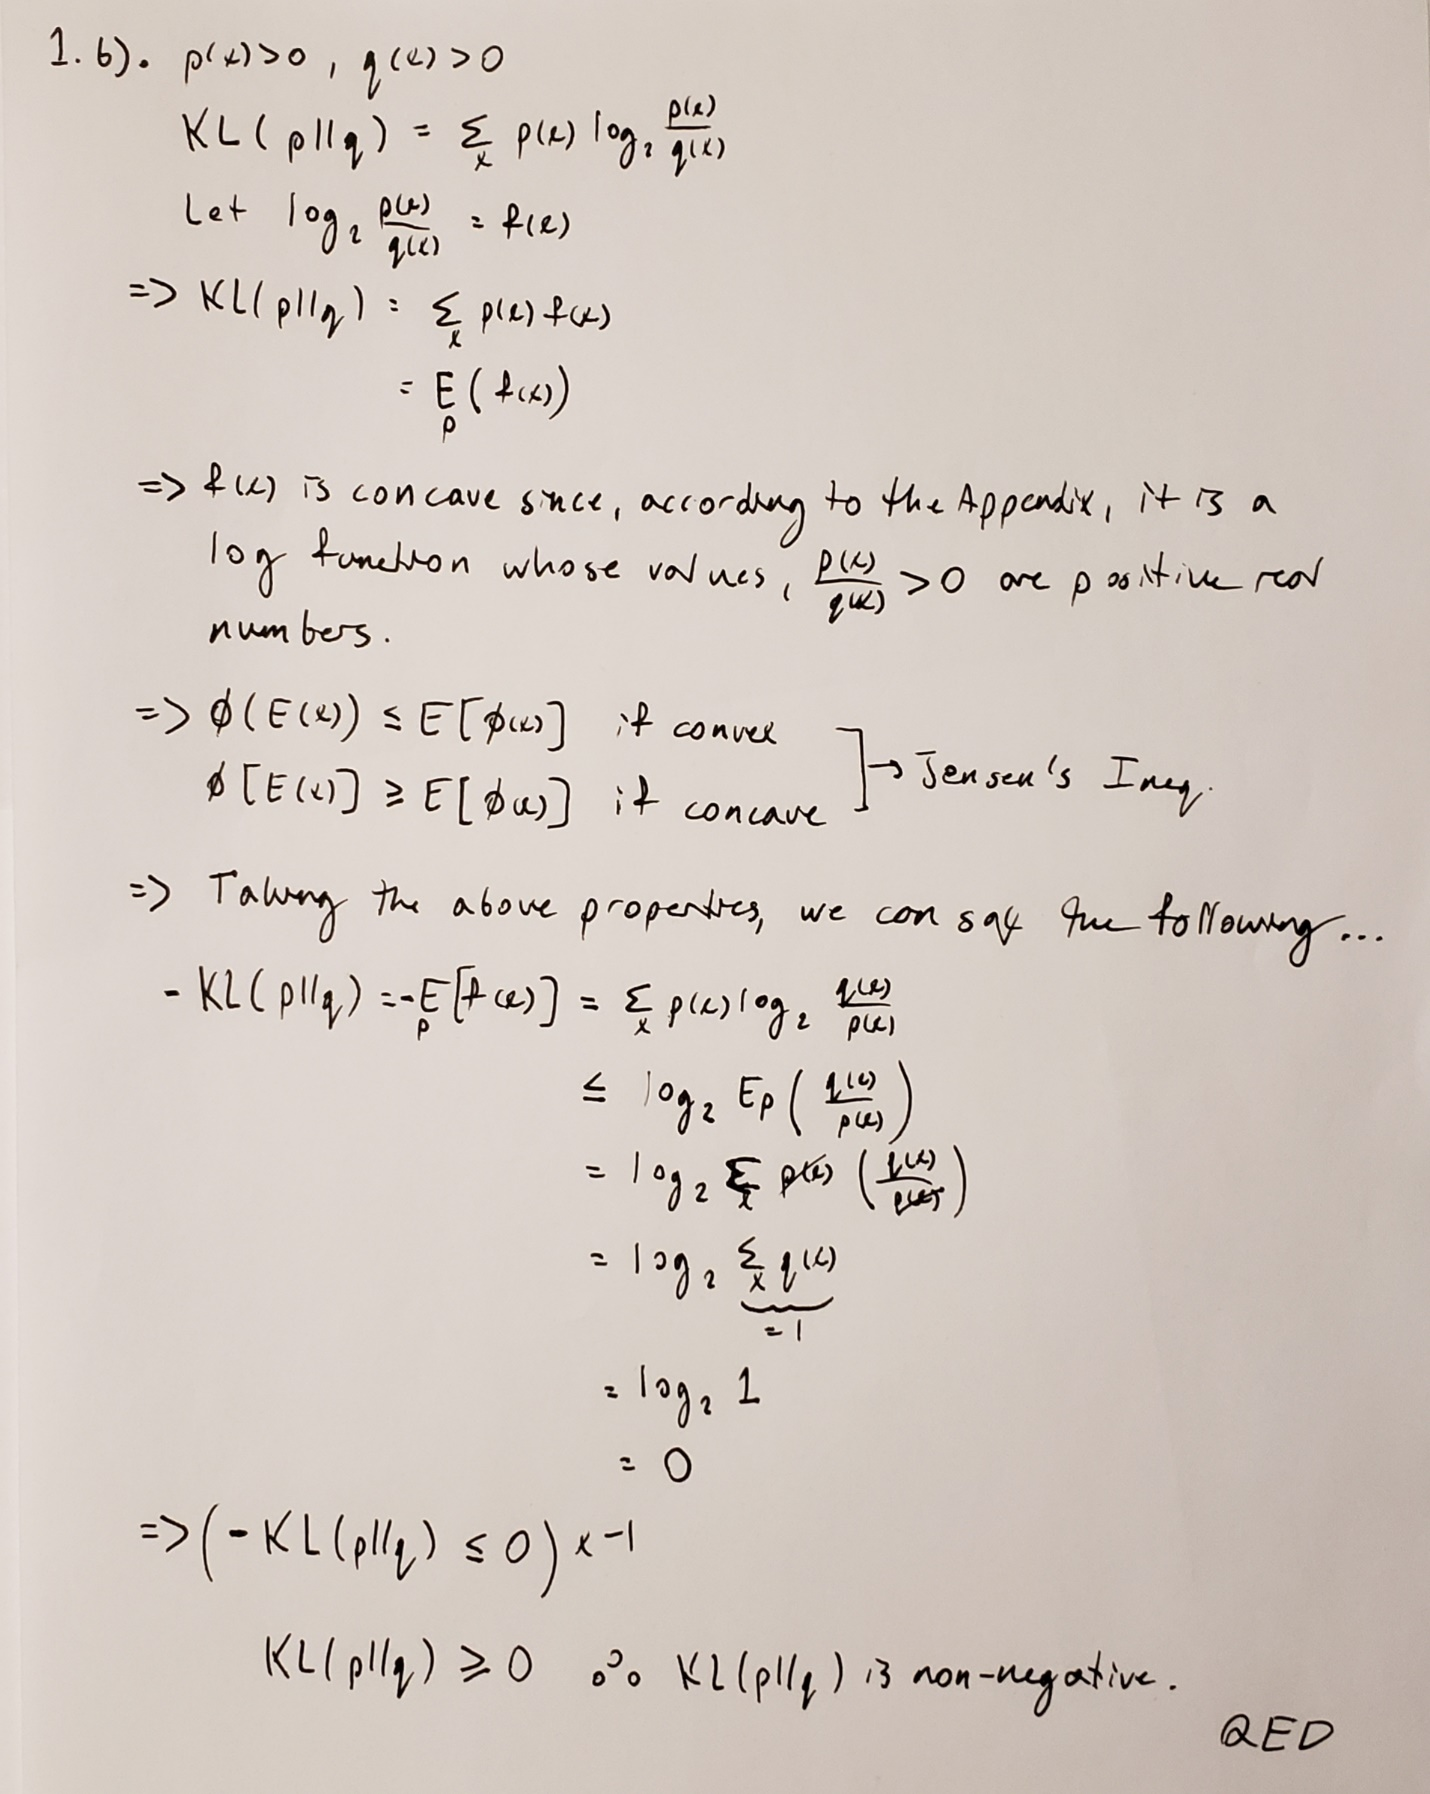 1. b). p(x)>0, q(x)>0
KL(p||q) = Σ_x p(x) log₂ p(x)/q(x)
Let log₂ p(x)/q(x) = f(x)
=> KL(p||q) = Σ_x p(x) f(x)
= E_p(f(x))
=> f(x) is concave since, according to the Appendix, it is a
log function whose values, p(x)/q(x) >0 are positive real
numbers.
=> φ(E(x)) ≤ E[φ(x)] if convex
φ[E(x)] ≥ E[φ(x)] if concave ]→ Jensen's Ineq.
=> Taking the above properties, we can say the following...
- KL(p||q) = -E_p[f(x)] = Σ_x p(x) log₂ q(x)/p(x)
≤ log₂ Ep(q(x)/p(x))
= log₂ Σ_x p(x) (q(x)/p(x))
= log₂ Σ_x q(x)
=1
= log₂ 1
= 0
=> (-KL(p||q) ≤ 0) x -1
KL(p||q) ≥ 0 ∴ KL(p||q) is non-negative.
QED